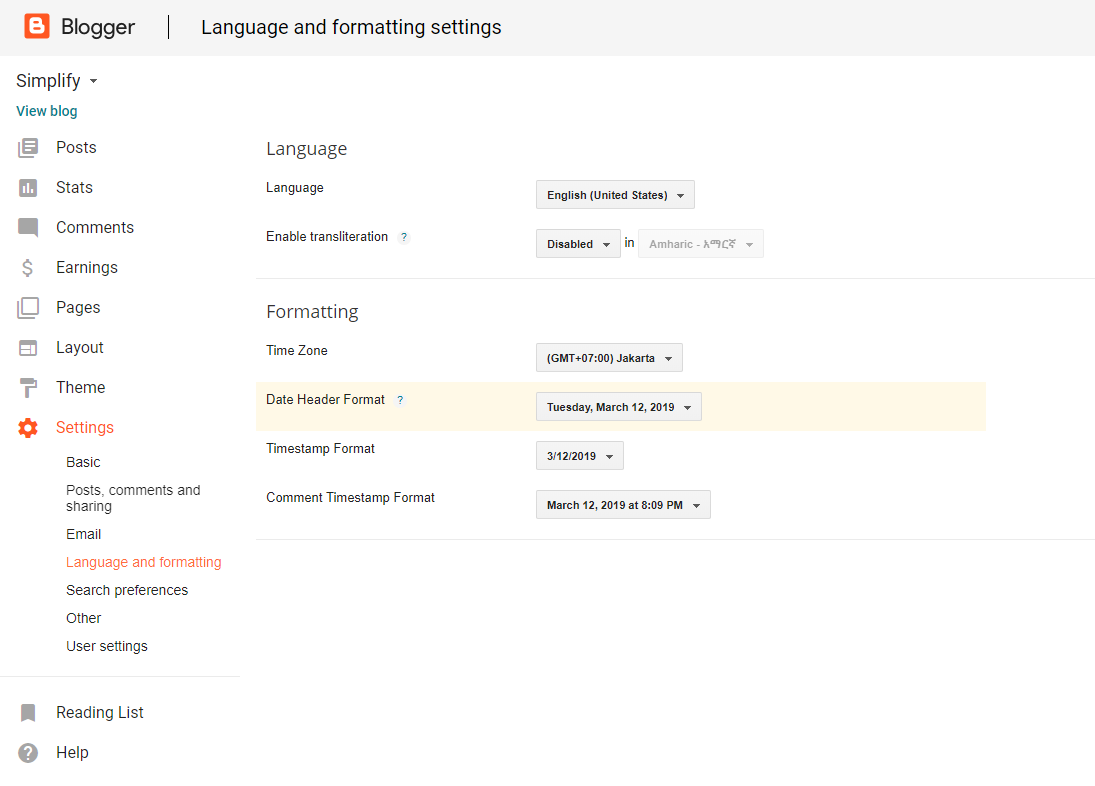 Blogger
Language and formatting settings
Simplify
View blog
Posts
Stats
Comments
Earnings
Pages
Layout
Theme
Settings
Basic
Posts, comments and
sharing
Email
Language and formatting
Search preferences
Other
User settings
Reading List
Help
Language
Language
English (United States)
Enable transliteration ?
Disabled in Amharic - አማርኛ
Formatting
Time Zone
(GMT+07:00) Jakarta
Date Header Format ?
Tuesday, March 12, 2019
Timestamp Format
3/12/2019
Comment Timestamp Format
March 12, 2019 at 8:09 PM